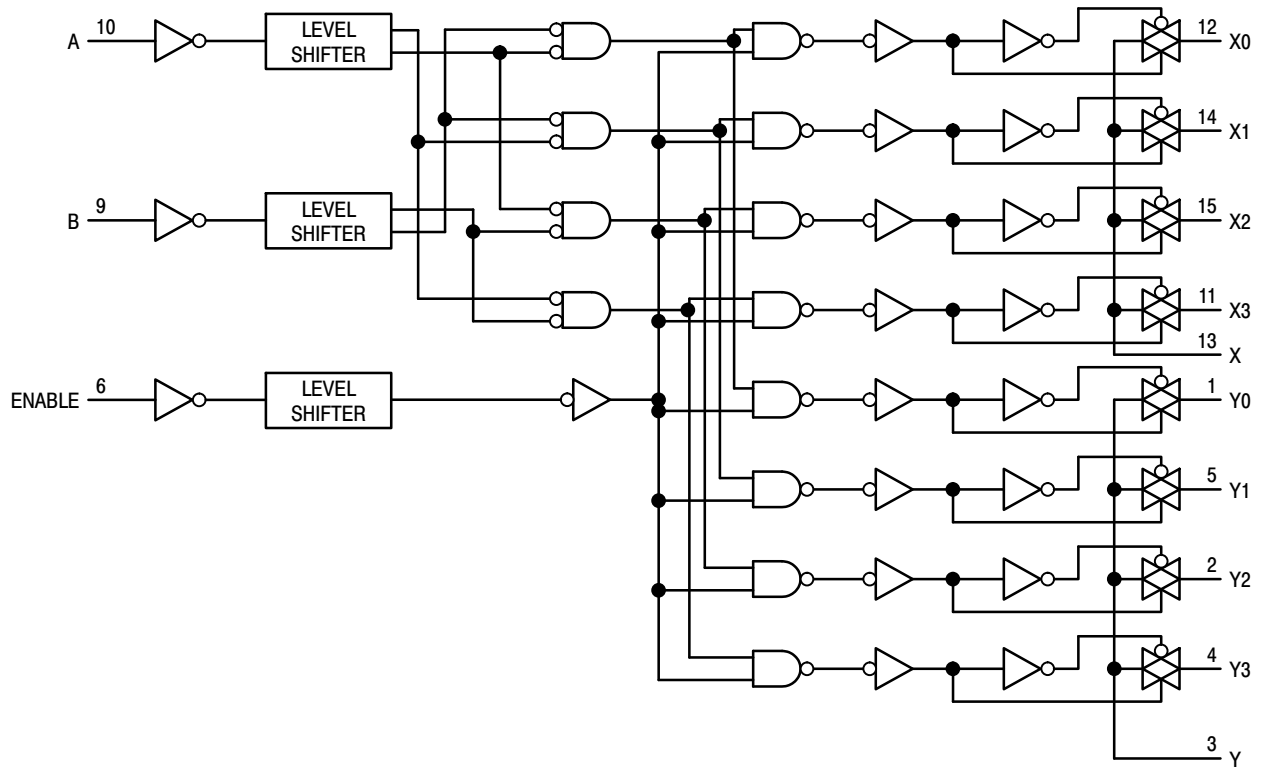 A
10
LEVEL
SHIFTER
12
X0
14
X1
B
9
LEVEL
SHIFTER
15
X2
11
X3
13
X
ENABLE
6
LEVEL
SHIFTER
1
Y0
5
Y1
2
Y2
4
Y3
3
Y